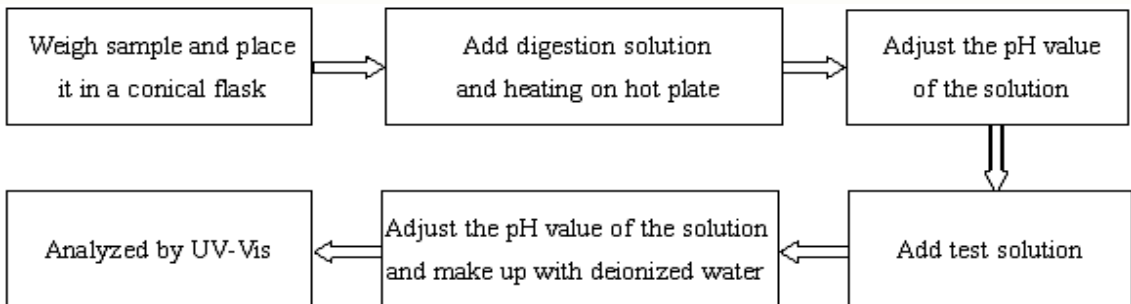 Weigh sample and place
it in a conical flask
Add digestion solution
and heating on hot plate
Adjust the pH value
of the solution
Add test solution
Adjust the pH value of the solution
and make up with deionized water
Analyzed by UV-Vis